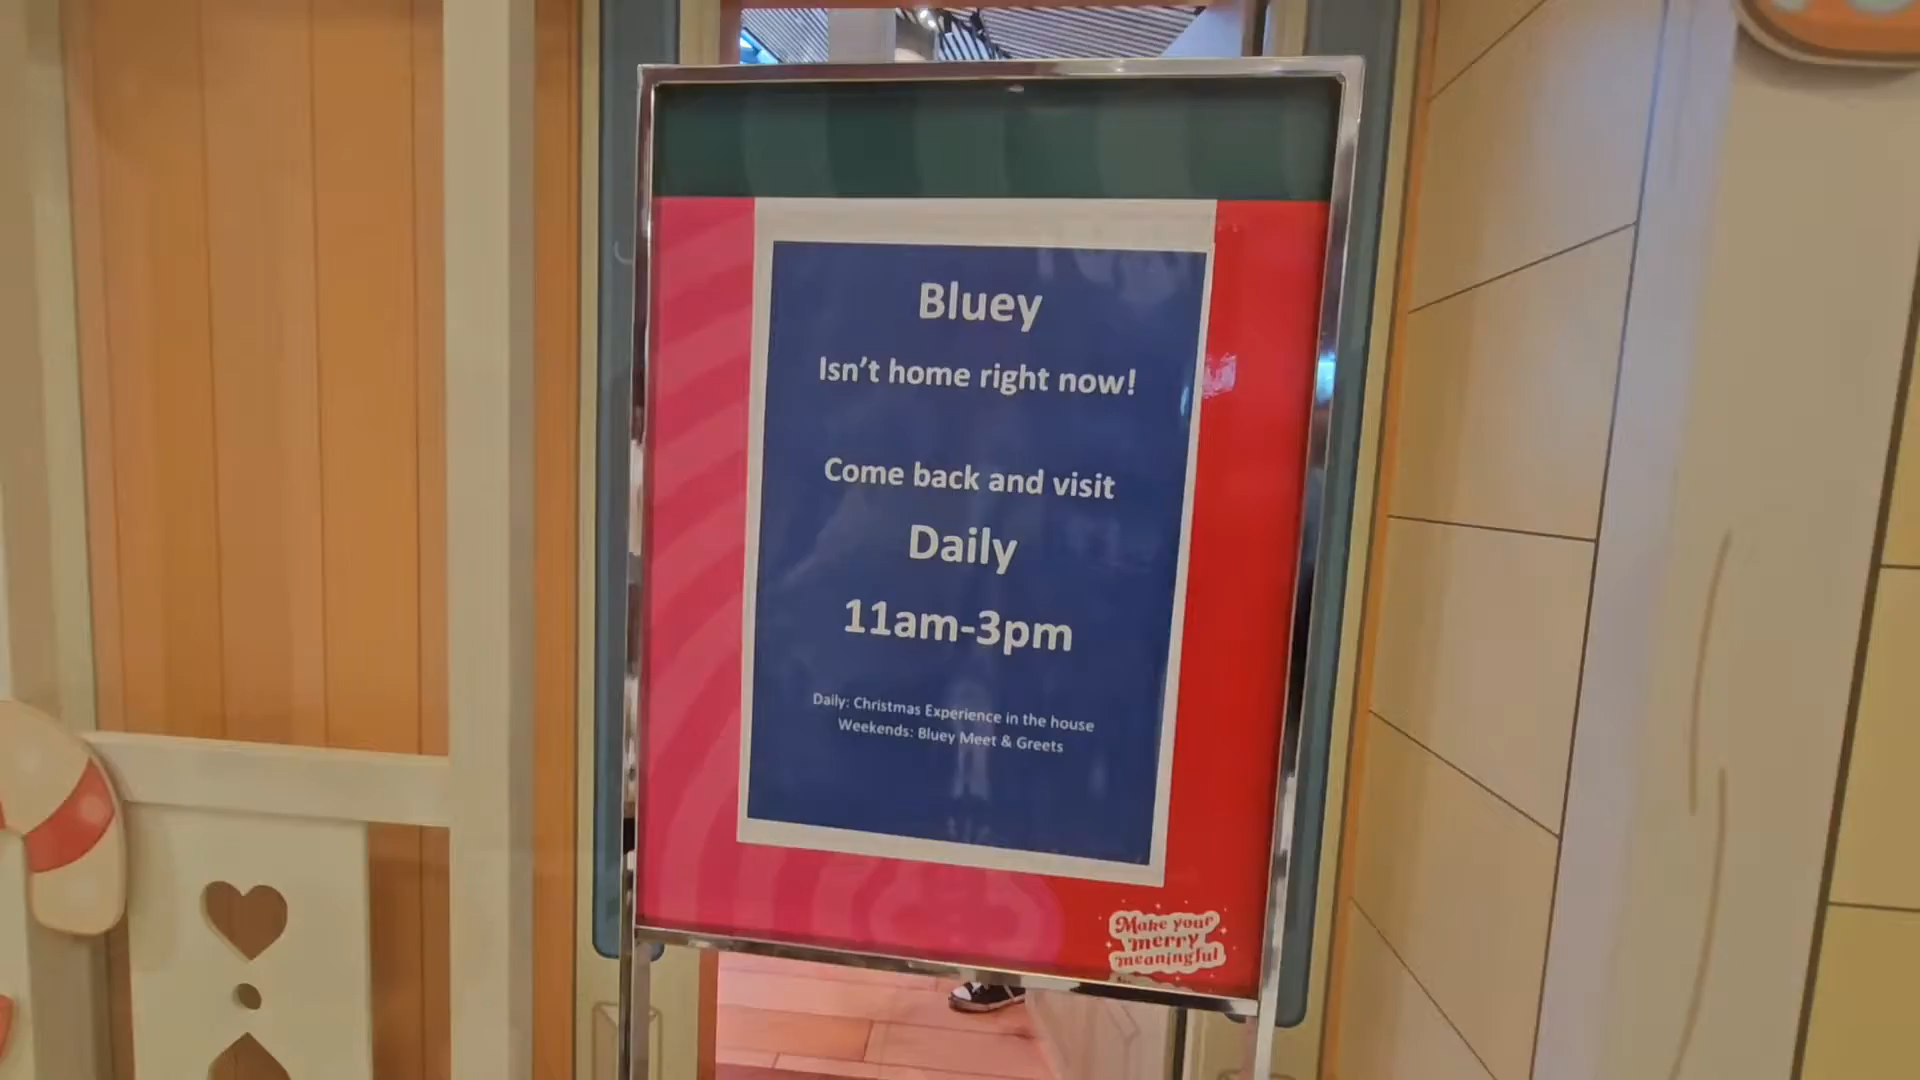 Bluey
Isn't home right now!
Come back and visit
Daily
11am-3pm
Daily: Christmas Experience in the house
Weekends: Bluey Meet & Greets
Make your
merry
meaningful